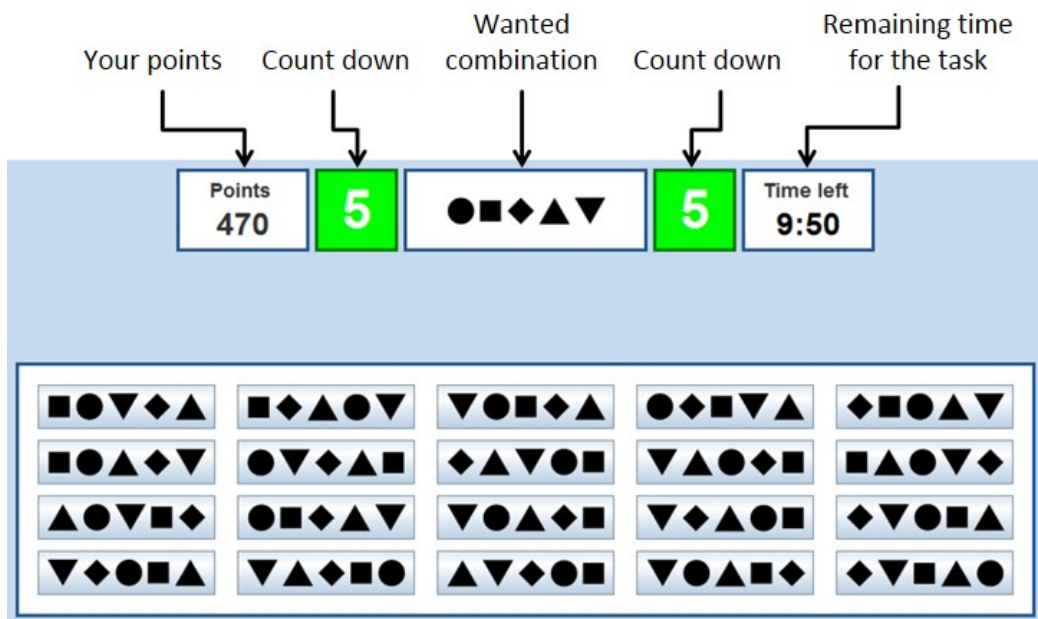 Your points
Count down
Wanted
combination
Count down
Remaining time
for the task
Points
470
5
●■◆▲▼
5
Time left
9:50
■●▼◆▲
■◆▲●▼
▼●■◆▲
●◆■▼▲
◆■●▲▼
■●▲◆▼
●▼◆▲■
◆▲▼●■
▼▲●◆■
■▲●▼◆
▲●▼■◆
●■◆▲▼
▼●▲◆■
▼◆▲●■
◆▼●■▲
▼◆●■▲
▼▲◆■●
▲▼◆●■
▼●▲■◆
◆▼■▲●